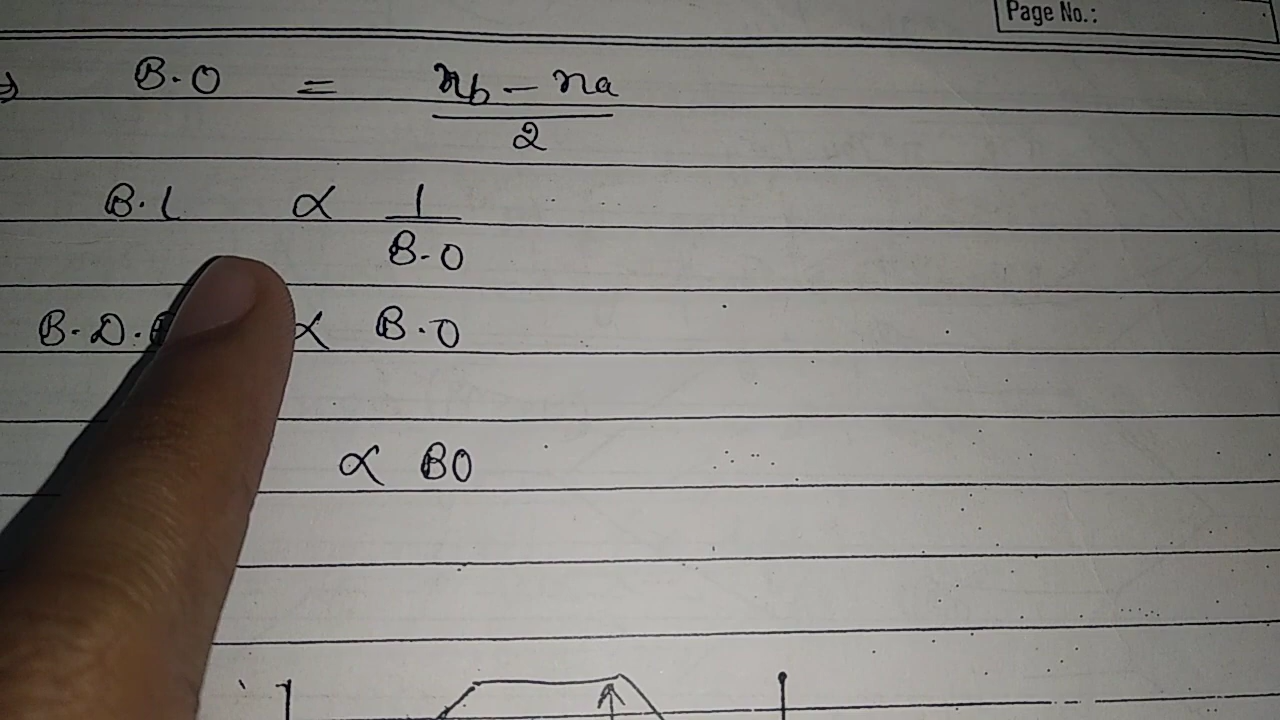 Page No.:
⇒ B.O = nb - na / 2
B.L ∝ 1 / B.O
B.D. ∝ B.O
∝ BO